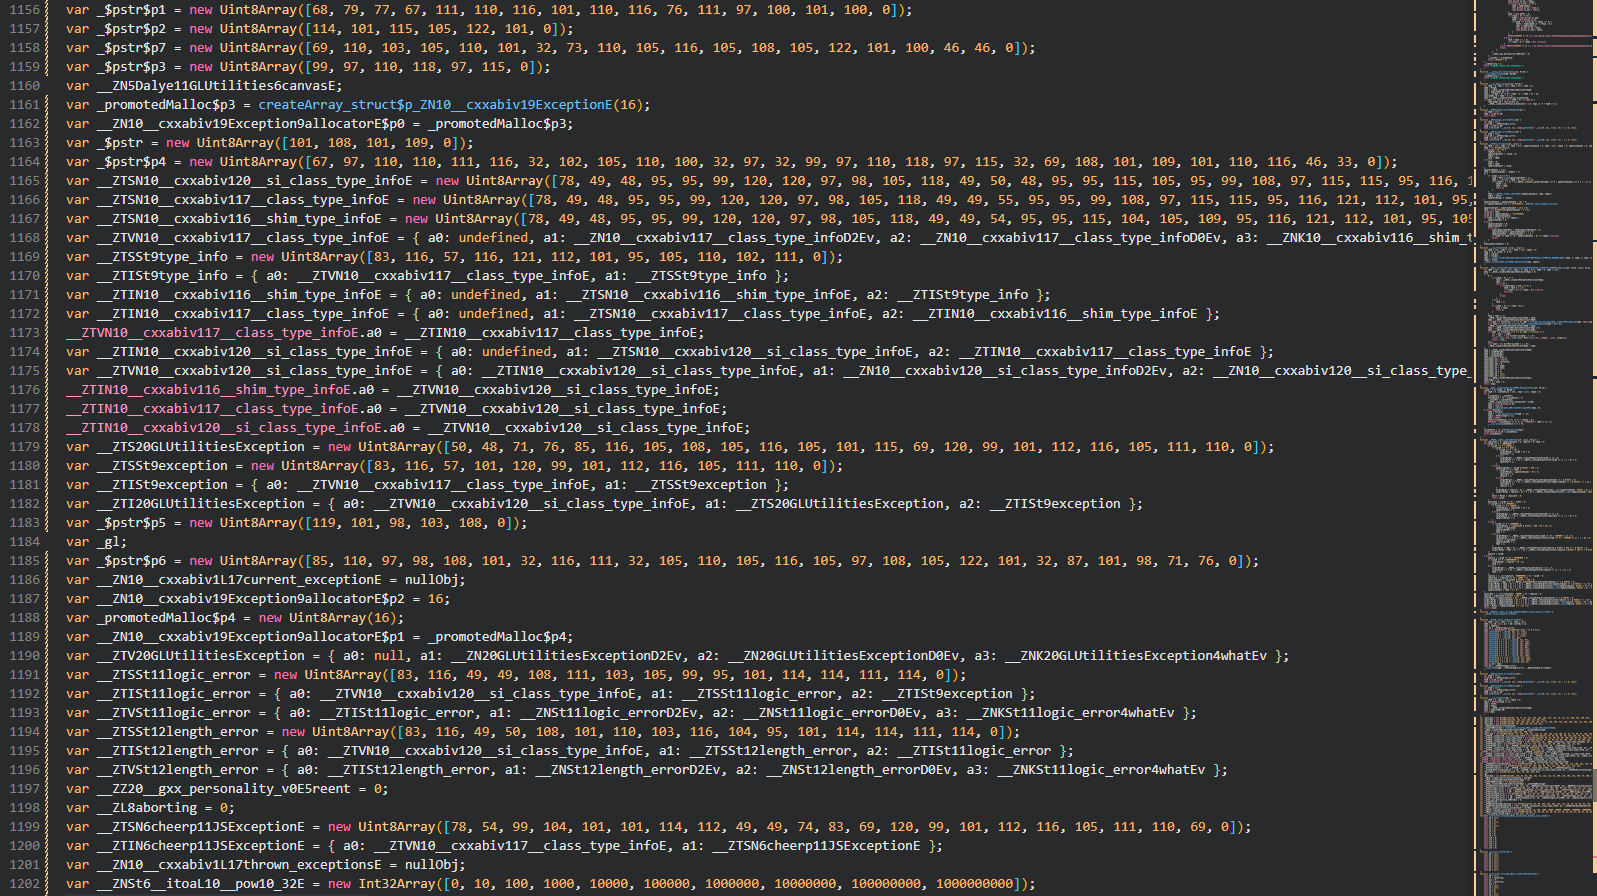 1156 var _$pstr$p1 = new Uint8Array([68, 79, 77, 67, 111, 110, 116, 101, 110, 116, 76, 111, 97, 100, 101, 100, 0]);
1157 var _$pstr$p2 = new Uint8Array([114, 101, 115, 105, 122, 101, 0]);
1158 var _$pstr$p7 = new Uint8Array([69, 110, 103, 105, 110, 101, 32, 73, 110, 105, 116, 105, 108, 105, 122, 101, 100, 46, 46, 0]);
1159 var _$pstr$p3 = new Uint8Array([99, 97, 110, 118, 97, 115, 0]);
1160 var __ZN5Dalye11GLUtilities6canvasE;
1161 var _promotedMalloc$p3 = createArray_struct$p_ZN10__cxxabiv19ExceptionE(16);
1162 var __ZN10__cxxabiv19Exception9allocatorE$p0 = _promotedMalloc$p3;
1163 var _$pstr = new Uint8Array([101, 108, 101, 109, 0]);
1164 var _$pstr$p4 = new Uint8Array([67, 97, 110, 110, 111, 116, 32, 102, 105, 110, 100, 32, 97, 32, 99, 97, 110, 118, 97, 115, 32, 69, 108, 101, 109, 101, 110, 116, 46, 33, 0]);
1165 var __ZTSN10__cxxabiv120__si_class_type_infoE = new Uint8Array([78, 49, 48, 95, 95, 99, 120, 120, 97, 98, 105, 118, 49, 50, 48, 95, 95, 115, 105, 95, 99, 108, 97, 115, 115, 95, 116, 1
1166 var __ZTSN10__cxxabiv117__class_type_infoE = new Uint8Array([78, 49, 48, 95, 95, 99, 120, 120, 97, 98, 105, 118, 49, 49, 55, 95, 95, 99, 108, 97, 115, 115, 95, 116, 121, 112, 101, 95,
1167 var __ZTSN10__cxxabiv116__shim_type_infoE = new Uint8Array([78, 49, 48, 95, 95, 99, 120, 120, 97, 98, 105, 118, 49, 49, 54, 95, 95, 115, 104, 105, 109, 95, 116, 121, 112, 101, 95, 105
1168 var __ZTVN10__cxxabiv117__class_type_infoE = { a0: undefined, a1: __ZN10__cxxabiv117__class_type_infoD2Ev, a2: __ZN10__cxxabiv117__class_type_infoD0Ev, a3: __ZNK10__cxxabiv116__shim_t
1169 var __ZTSSt9type_info = new Uint8Array([83, 116, 57, 116, 121, 112, 101, 95, 105, 110, 102, 111, 0]);
1170 var __ZTISt9type_info = { a0: __ZTVN10__cxxabiv117__class_type_infoE, a1: __ZTSSt9type_info };
1171 var __ZTIN10__cxxabiv116__shim_type_infoE = { a0: undefined, a1: __ZTSN10__cxxabiv116__shim_type_infoE, a2: __ZTISt9type_info };
1172 var __ZTIN10__cxxabiv117__class_type_infoE = { a0: undefined, a1: __ZTSN10__cxxabiv117__class_type_infoE, a2: __ZTIN10__cxxabiv116__shim_type_infoE };
1173 __ZTVN10__cxxabiv117__class_type_infoE.a0 = __ZTIN10__cxxabiv117__class_type_infoE;
1174 var __ZTIN10__cxxabiv120__si_class_type_infoE = { a0: undefined, a1: __ZTSN10__cxxabiv120__si_class_type_infoE, a2: __ZTIN10__cxxabiv117__class_type_infoE };
1175 var __ZTVN10__cxxabiv120__si_class_type_infoE = { a0: __ZTIN10__cxxabiv120__si_class_type_infoE, a1: __ZN10__cxxabiv120__si_class_type_infoD2Ev, a2: __ZN10__cxxabiv120__si_class_type_
1176 __ZTIN10__cxxabiv116__shim_type_infoE.a0 = __ZTVN10__cxxabiv120__si_class_type_infoE;
1177 __ZTIN10__cxxabiv117__class_type_infoE.a0 = __ZTVN10__cxxabiv120__si_class_type_infoE;
1178 __ZTIN10__cxxabiv120__si_class_type_infoE.a0 = __ZTVN10__cxxabiv120__si_class_type_infoE;
1179 var __ZTS20GLUtilitiesException = new Uint8Array([50, 48, 71, 76, 85, 116, 105, 108, 105, 116, 105, 101, 115, 69, 120, 99, 101, 112, 116, 105, 111, 110, 0]);
1180 var __ZTSSt9exception = new Uint8Array([83, 116, 57, 101, 120, 99, 101, 112, 116, 105, 111, 110, 0]);
1181 var __ZTISt9exception = { a0: __ZTVN10__cxxabiv117__class_type_infoE, a1: __ZTSSt9exception };
1182 var __ZTI20GLUtilitiesException = { a0: __ZTVN10__cxxabiv120__si_class_type_infoE, a1: __ZTS20GLUtilitiesException, a2: __ZTISt9exception };
1183 var _$pstr$p5 = new Uint8Array([119, 101, 98, 103, 108, 0]);
1184 var _gl;
1185 var _$pstr$p6 = new Uint8Array([85, 110, 97, 98, 108, 101, 32, 116, 111, 32, 105, 110, 105, 116, 105, 97, 108, 105, 122, 101, 32, 87, 101, 98, 71, 76, 0]);
1186 var __ZN10__cxxabiv1L17current_exceptionE = nullObj;
1187 var __ZN10__cxxabiv19Exception9allocatorE$p2 = 16;
1188 var _promotedMalloc$p4 = new Uint8Array(16);
1189 var __ZN10__cxxabiv19Exception9allocatorE$p1 = _promotedMalloc$p4;
1190 var __ZTV20GLUtilitiesException = { a0: null, a1: __ZN20GLUtilitiesExceptionD2Ev, a2: __ZN20GLUtilitiesExceptionD0Ev, a3: __ZNK20GLUtilitiesException4whatEv };
1191 var __ZTSSt11logic_error = new Uint8Array([83, 116, 49, 49, 108, 111, 103, 105, 99, 95, 101, 114, 114, 111, 114, 0]);
1192 var __ZTISt11logic_error = { a0: __ZTVN10__cxxabiv120__si_class_type_infoE, a1: __ZTSSt11logic_error, a2: __ZTISt9exception };
1193 var __ZTVSt11logic_error = { a0: __ZTISt11logic_error, a1: __ZNSt11logic_errorD2Ev, a2: __ZNSt11logic_errorD0Ev, a3: __ZNKSt11logic_error4whatEv };
1194 var __ZTSSt12length_error = new Uint8Array([83, 116, 49, 50, 108, 101, 110, 103, 116, 104, 95, 101, 114, 114, 111, 114, 0]);
1195 var __ZTISt12length_error = { a0: __ZTVN10__cxxabiv120__si_class_type_infoE, a1: __ZTSSt12length_error, a2: __ZTISt11logic_error };
1196 var __ZTVSt12length_error = { a0: __ZTISt12length_error, a1: __ZNSt12length_errorD2Ev, a2: __ZNSt12length_errorD0Ev, a3: __ZNKSt11logic_error4whatEv };
1197 var __ZZ20__gxx_personality_v0E5reent = 0;
1198 var __ZL8aborting = 0;
1199 var __ZTSN6cheerp11JSExceptionE = new Uint8Array([78, 54, 99, 104, 101, 101, 114, 112, 49, 49, 74, 83, 69, 120, 99, 101, 112, 116, 105, 111, 110, 69, 0]);
1200 var __ZTIN6cheerp11JSExceptionE = { a0: __ZTVN10__cxxabiv117__class_type_infoE, a1: __ZTSN6cheerp11JSExceptionE };
1201 var __ZN10__cxxabiv1L17thrown_exceptionsE = nullObj;
1202 var __ZNSt6__itoaL10__pow10_32E = new Int32Array([0, 10, 100, 1000, 10000, 100000, 1000000, 10000000, 100000000, 1000000000]);